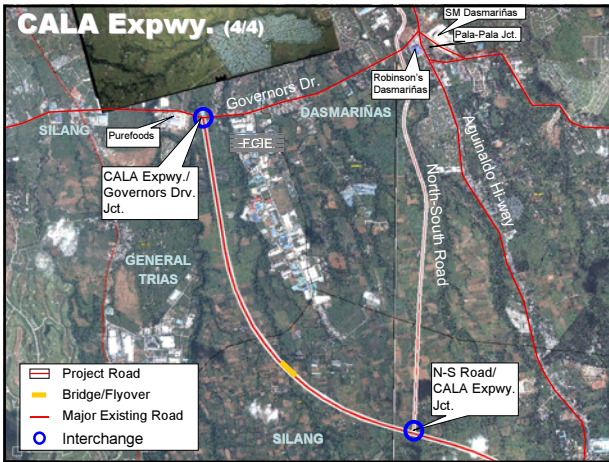 CALA Expwy. (4/4)
SM Dasmariñas
Pala-Pala Jct.
Robinson's
Dasmariñas
Governors Dr.
DASMARIÑAS
SILANG
Purefoods
FCIE
CALA Expwy./
Governors Drv.
Jct.
Aguinaldo Hi-way
North-South Road
GENERAL
TRIAS
N-S Road/
CALA Expwy.
Jct.
Project Road
Bridge/Flyover
Major Existing Road
Interchange
SILANG